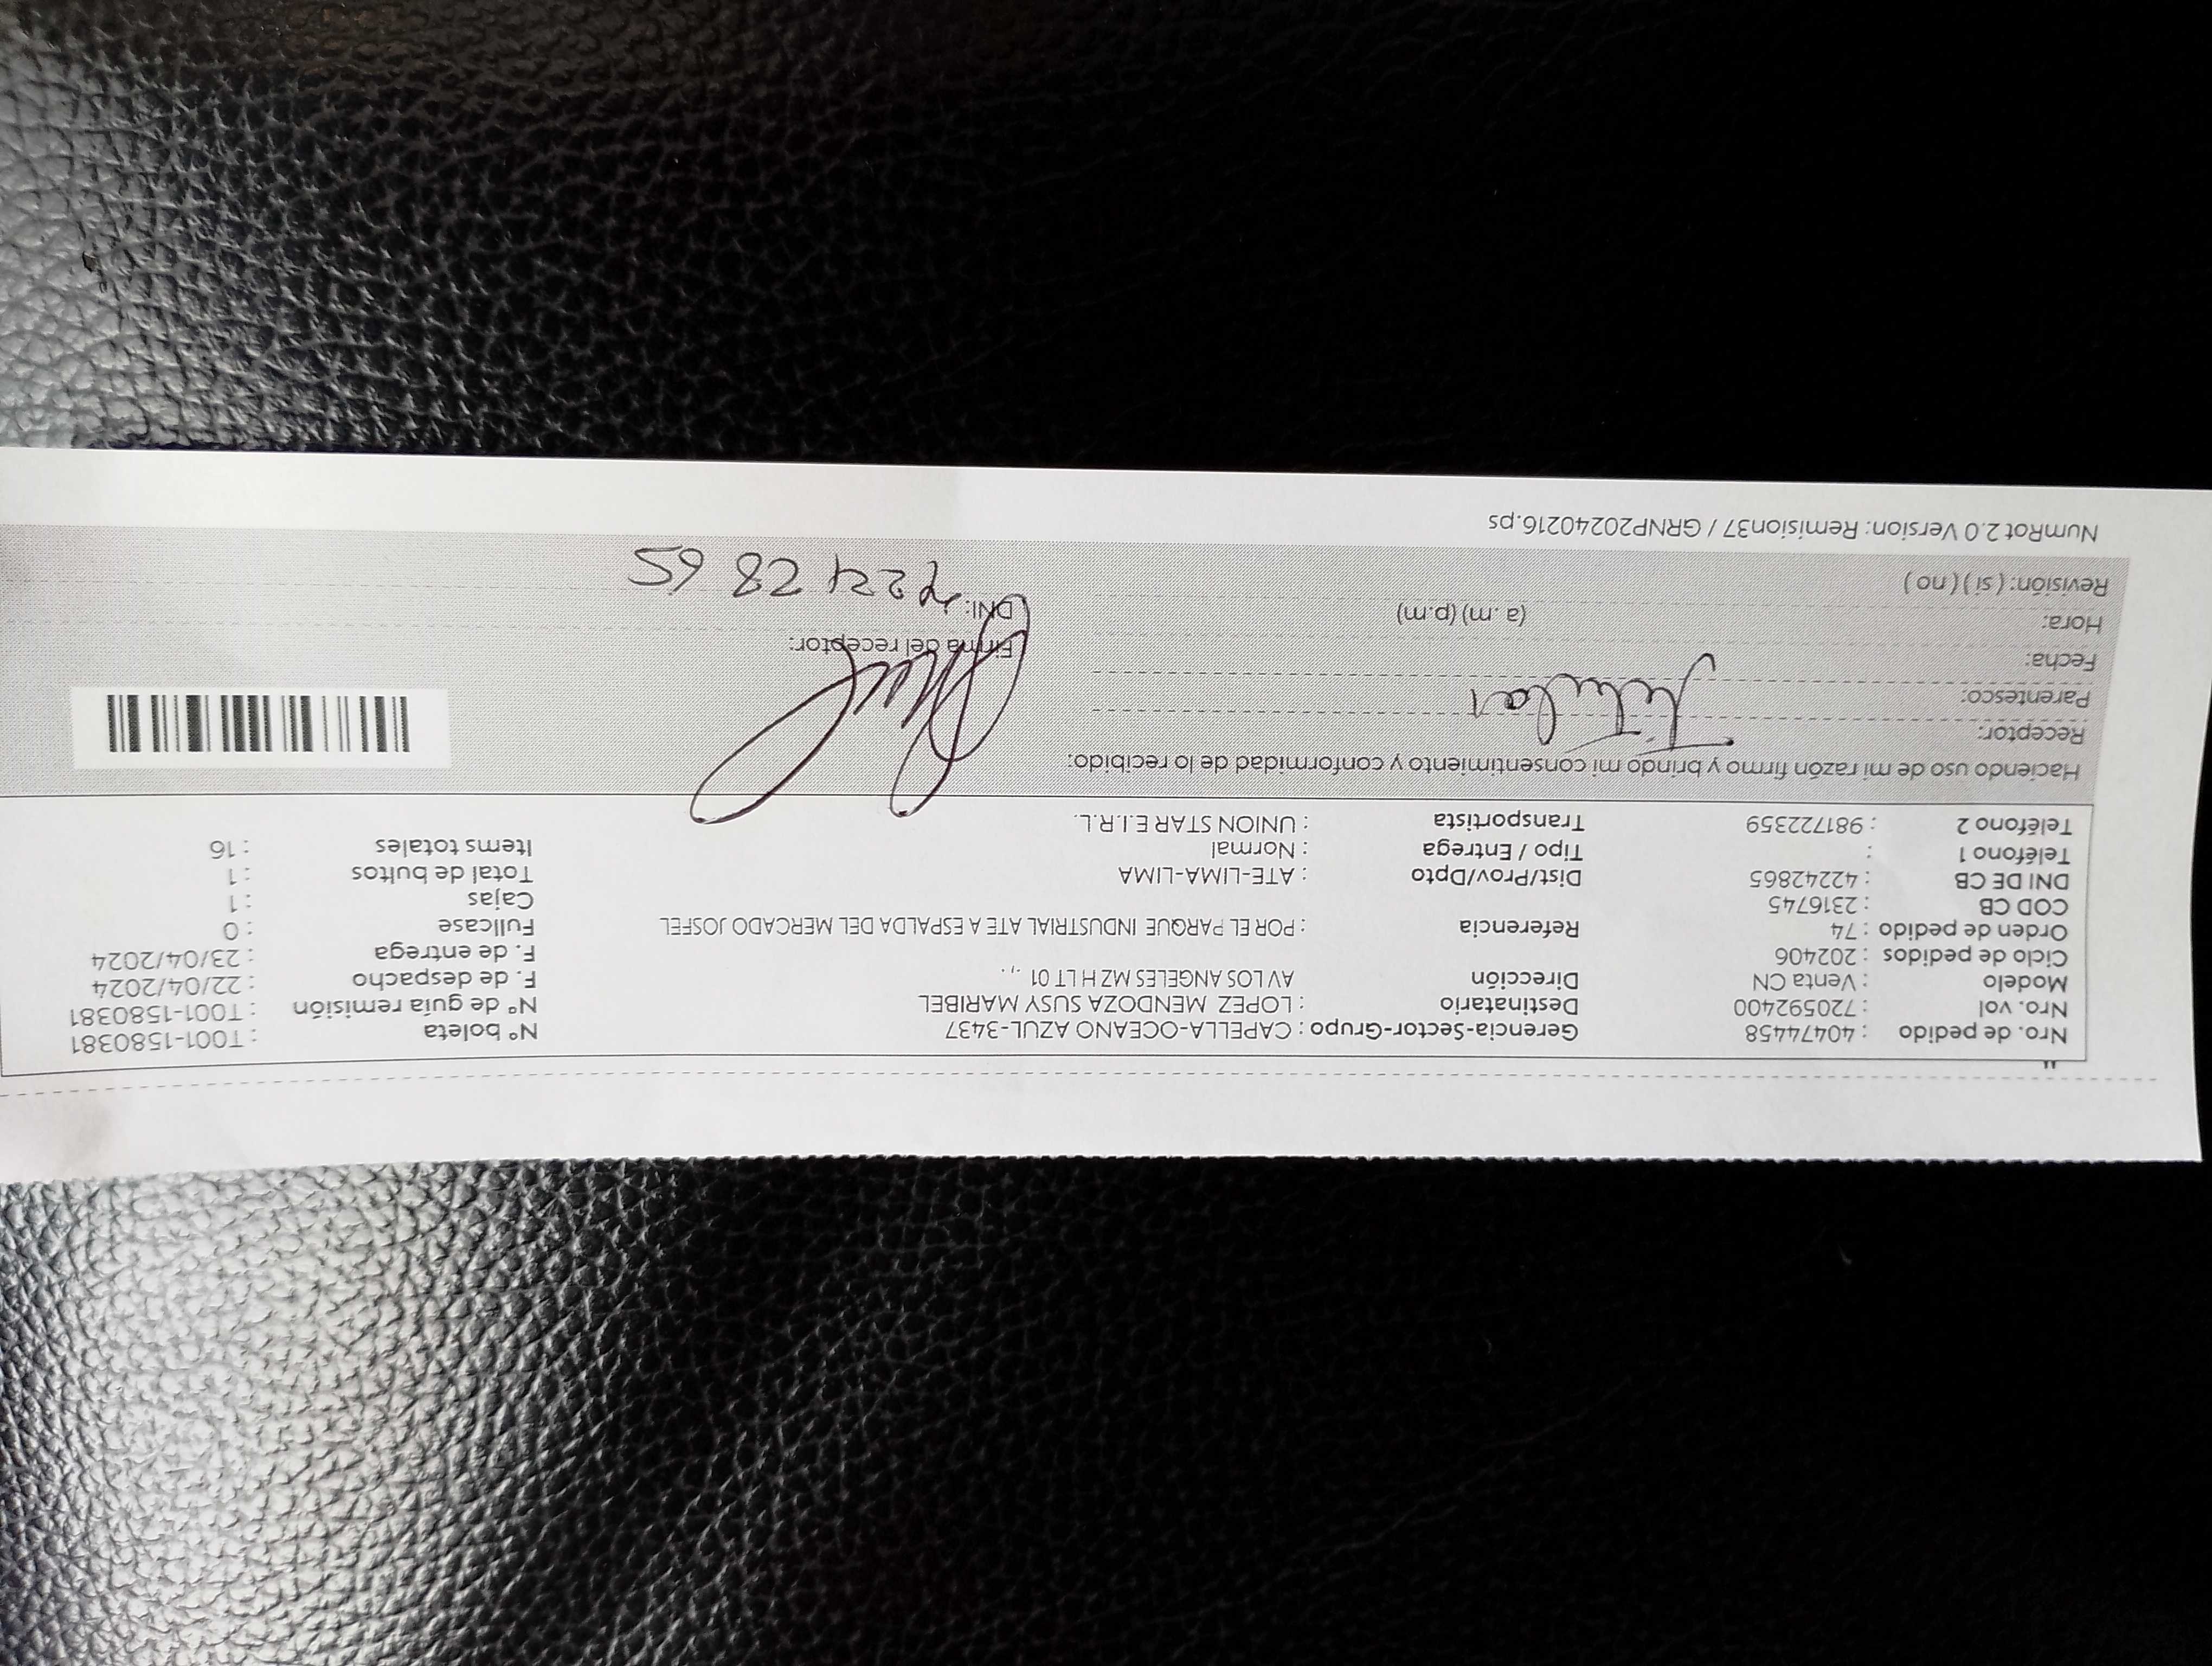 Nro. de pedido : 40474458 Gerencia-Sector-Grupo : CAPELLA-OCEANO AZUL-3437 Nº boleta : T001-1580381
Nro. vol : 720592400 Destinatario : LOPEZ MENDOZA SUSY MARIBEL Nº de guía remisión : T001-1580381
Modelo : Venta CN Dirección AV LOS ANGELES MZ H LT 01 .,. F. de despacho : 22/04/2024
Ciclo de pedidos : 202406 F. de entrega : 23/04/2024
Orden de pedido : 74 Referencia : POR EL PARQUE INDUSTRIAL ATE A ESPALDA DEL MERCADO JOSFEL Fullcase : 0
COD CB : 2316745 Cajas : 1
DNI DE CB : 42242865 Dist/Prov/Dpto : ATE-LIMA-LIMA Total de bultos : 1
Teléfono 1 : Tipo / Entrega : Normal Items totales : 16
Teléfono 2 : 981722359 Transportista : UNION STAR E.I.R.L.
Haciendo uso de mi razón firmo y brindo mi consentimiento y conformidad de lo recibido:
Receptor: Titular
Parentesco:
Fecha: Firma del receptor:
Hora: (a. m) (p.m) DNI: 42242865
Revisión: ( si ) ( no )
NumRot 2.0 Version: Remision37 / GRNP20240216.ps